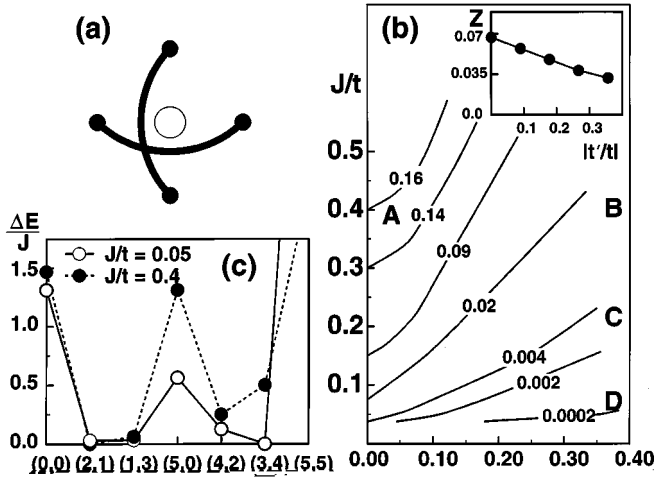 (a)
(b)
Z
0.07
0.035
0.0
0.1 0.2 0.3
|t'/t|
J/t
0.5
0.4
0.3
0.2
0.1
0.16
A
0.14
0.09
B
0.02
C
0.004
0.002
D
0.0002
0.00 0.10 0.20 0.30 0.40
ΔE
J
1.5
1.0
0.5
0.0
J/t = 0.05
J/t = 0.4
(c)
(0,0) (2,1) (1,3) (5,0) (4,2) (3,4) (5,5)